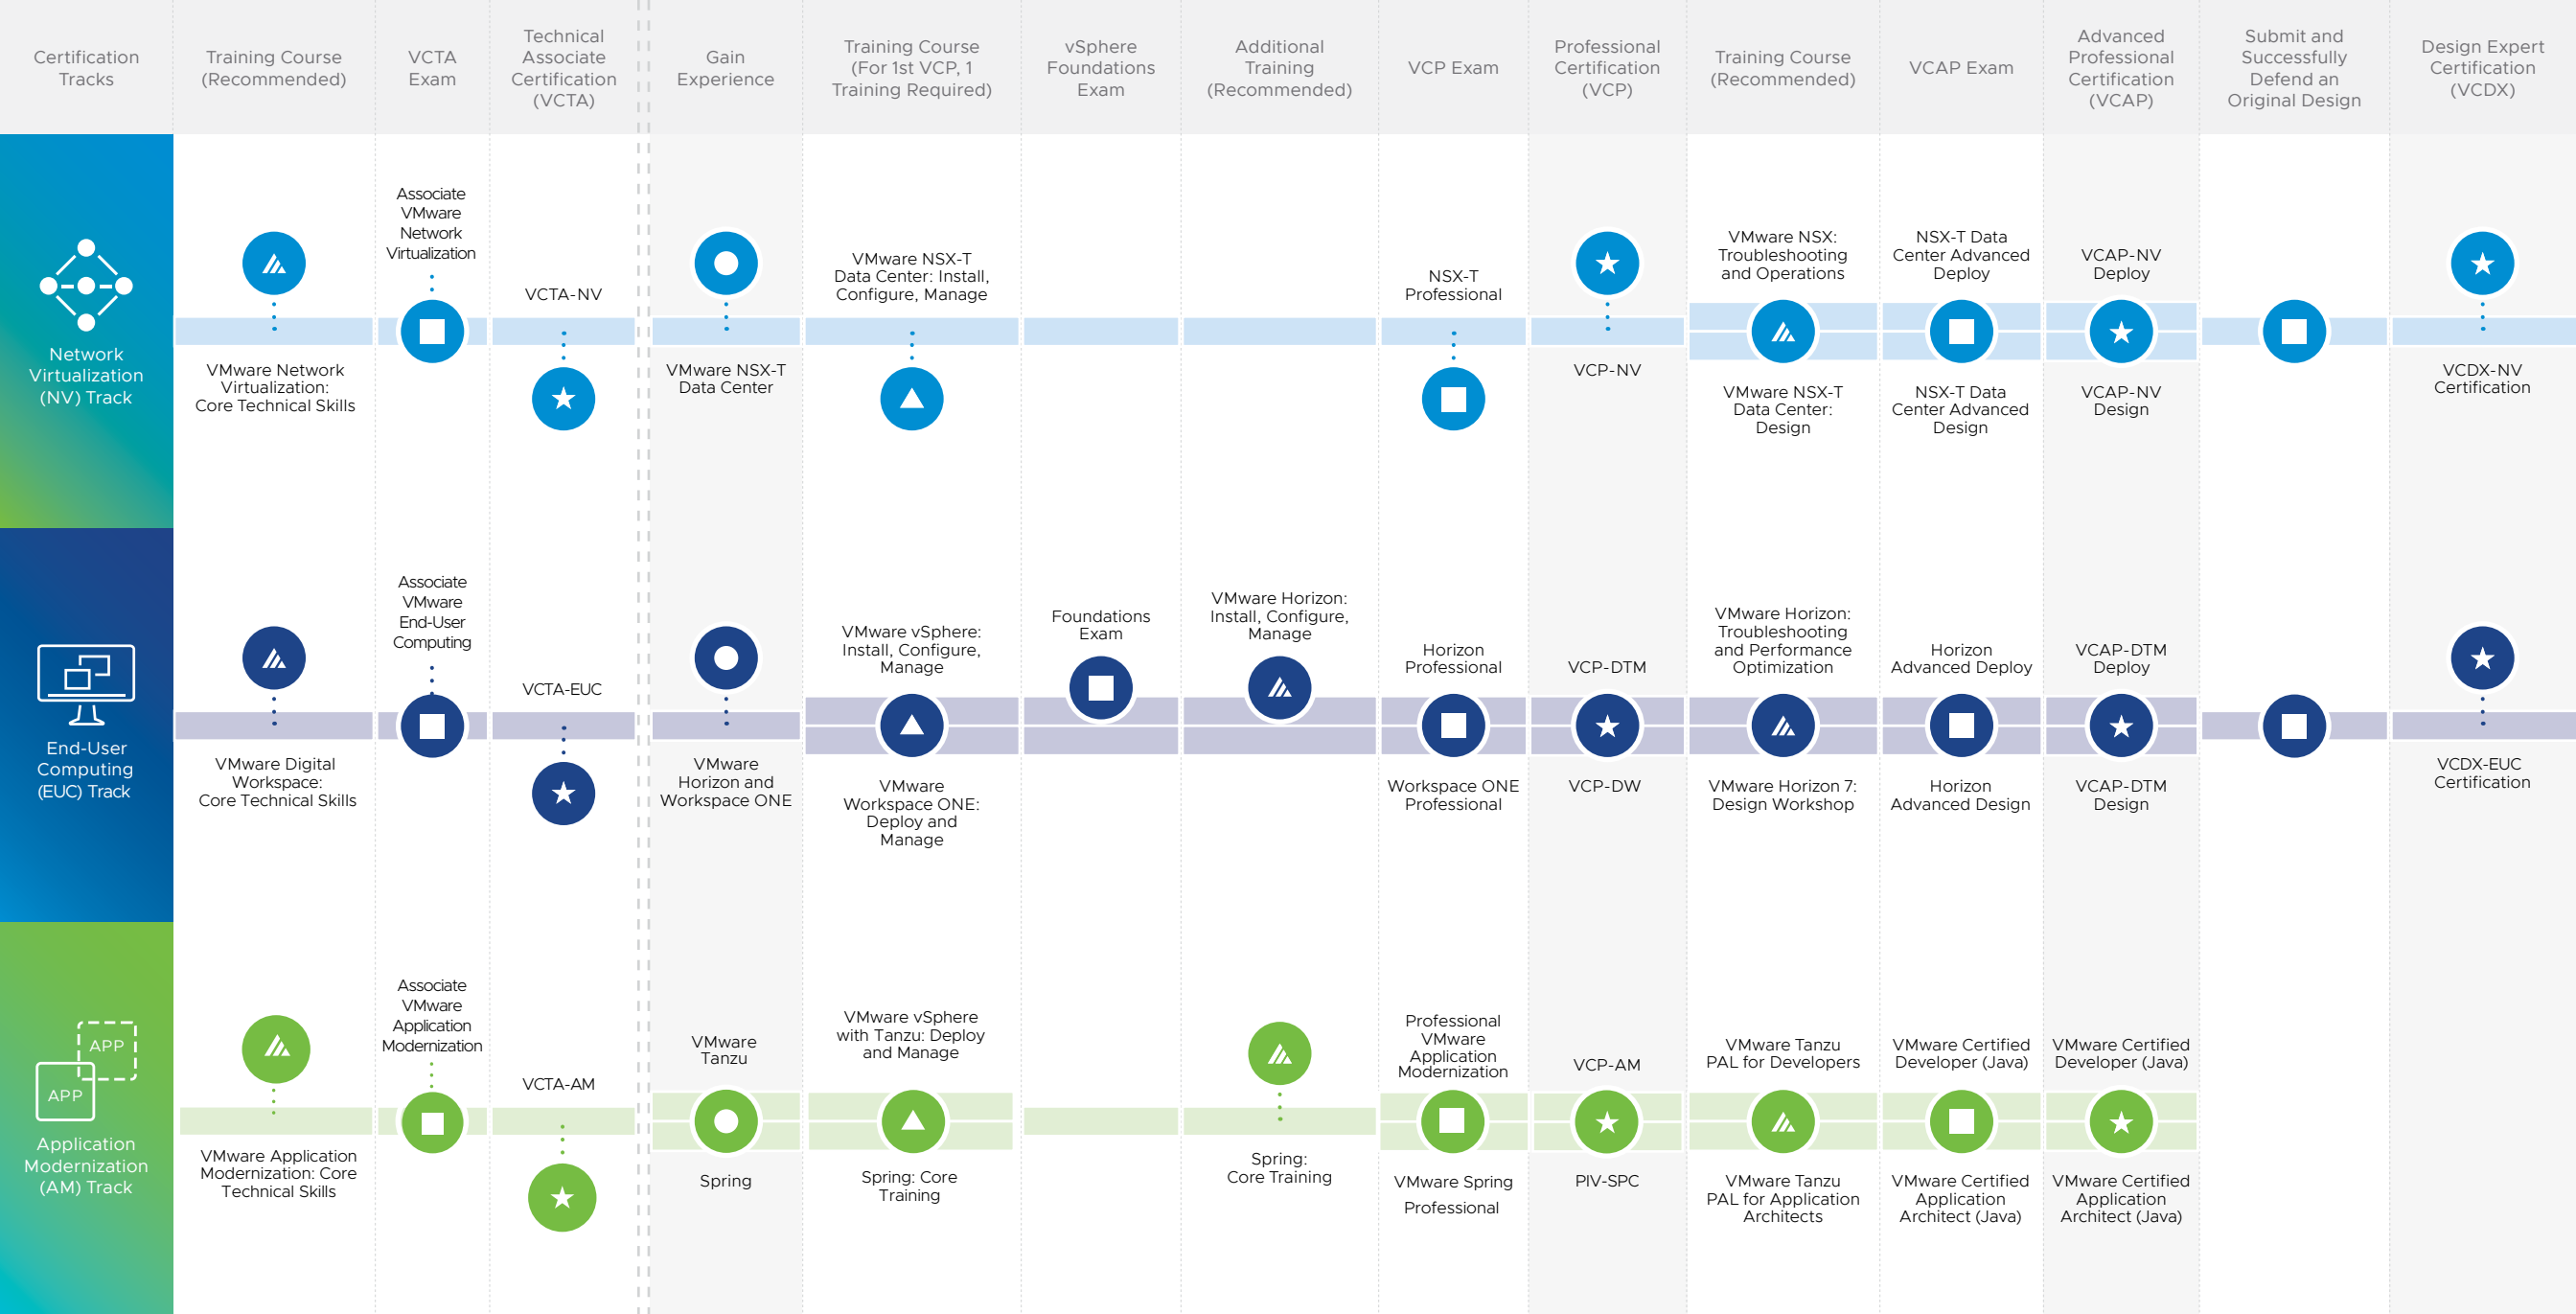 Certification
Tracks
Training Course
(Recommended)
VCTA
Exam
Technical
Associate
Certification
(VCTA)
Gain
Experience
Training Course
(For 1st VCP, 1
Training Required)
vSphere
Foundations
Exam
Additional
Training
(Recommended)
VCP Exam
Professional
Certification
(VCP)
Training Course
(Recommended)
VCAP Exam
Advanced
Professional
Certification
(VCAP)
Submit and
Successfully
Defend an
Original Design
Design Expert
Certification
(VCDX)
Network
Virtualization
(NV) Track
VMware Network
Virtualization:
Core Technical Skills
Associate
VMware
Network
Virtualization
VCTA-NV
VMware NSX-T
Data Center
VMware NSX-T
Data Center: Install,
Configure, Manage
NSX-T
Professional
VCP-NV
VMware NSX:
Troubleshooting
and Operations
VMware NSX-T
Data Center:
Design
NSX-T Data
Center Advanced
Deploy
NSX-T Data
Center Advanced
Design
VCAP-NV
Deploy
VCAP-NV
Design
VCDX-NV
Certification
End-User
Computing
(EUC) Track
VMware Digital
Workspace:
Core Technical Skills
Associate
VMware
End-User
Computing
VCTA-EUC
VMware
Horizon and
Workspace ONE
VMware vSphere:
Install, Configure,
Manage
VMware
Workspace ONE:
Deploy and
Manage
Foundations
Exam
VMware Horizon:
Install, Configure,
Manage
Horizon
Professional
Workspace ONE
Professional
VCP-DTM
VCP-DW
VMware Horizon:
Troubleshooting
and Performance
Optimization
VMware Horizon 7:
Design Workshop
Horizon
Advanced Deploy
Horizon
Advanced Design
VCAP-DTM
Deploy
VCAP-DTM
Design
VCDX-EUC
Certification
APP
APP
Application
Modernization
(AM) Track
VMware Application
Modernization: Core
Technical Skills
Associate
VMware
Application
Modernization
VCTA-AM
VMware
Tanzu
Spring
VMware vSphere
with Tanzu: Deploy
and Manage
Spring: Core
Training
Spring:
Core Training
Professional
VMware
Application
Modernization
VMware Spring
Professional
VCP-AM
PIV-SPC
VMware Tanzu
PAL for Developers
VMware Tanzu
PAL for Application
Architects
VMware Certified
Developer (Java)
VMware Certified
Application
Architect (Java)
VMware Certified
Developer (Java)
VMware Certified
Application
Architect (Java)